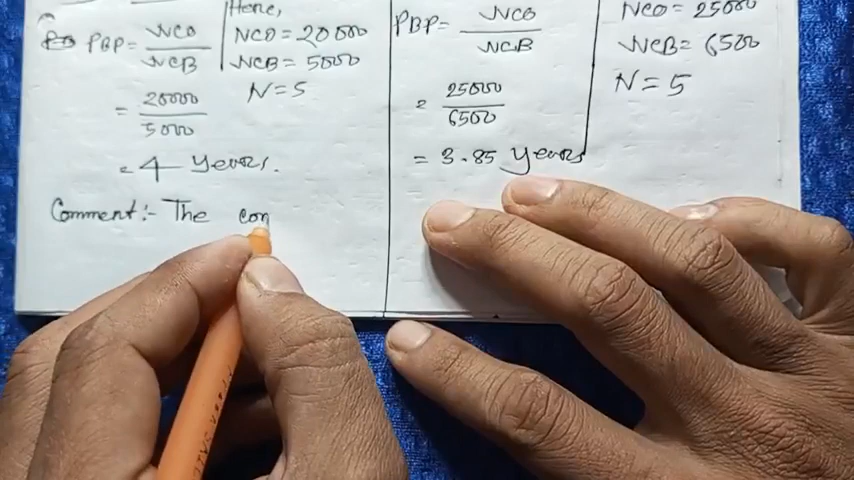 PBP = NCO / NCB
Here,
NCO = 20000
NCB = 5000
N = 5
= 20000 / 5000
= 4 Years.
Comment:- The con
PBP = NCO / NCB
NCO = 25000
NCB = 6500
N = 5
= 25000 / 6500
= 3.85 Years